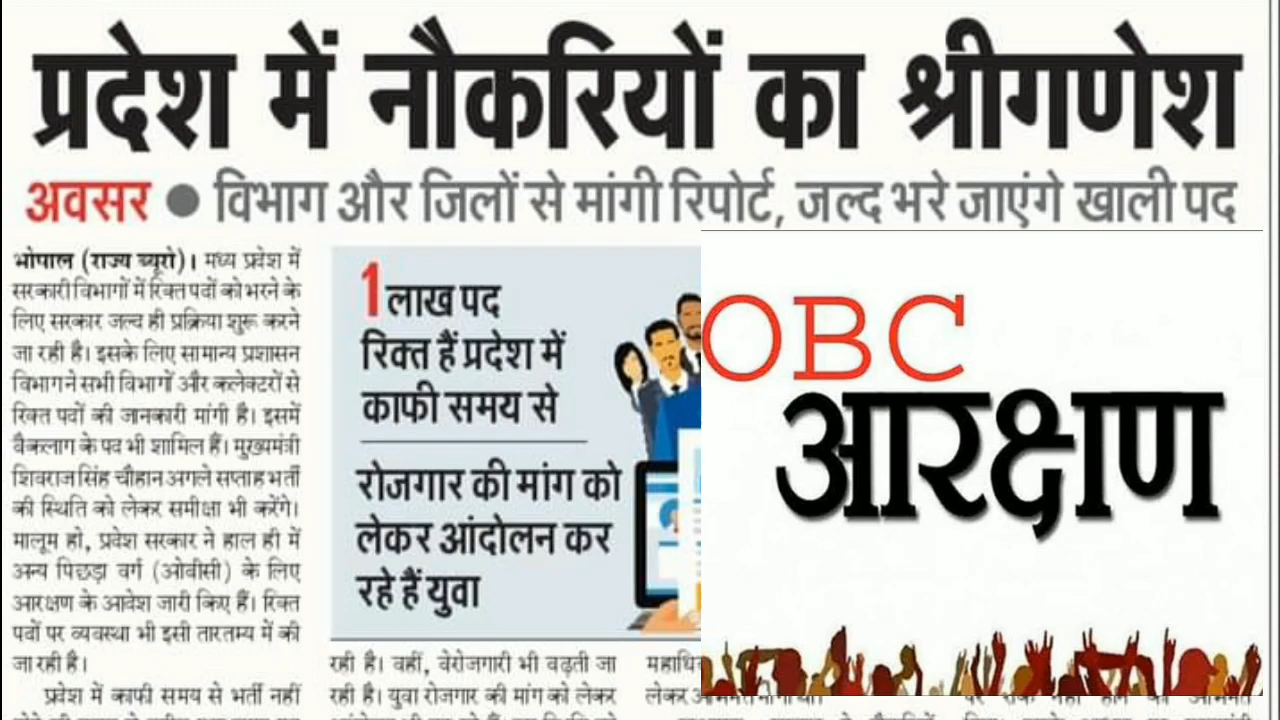 प्रदेश में नौकरियों का श्रीगणेश
अवसर ● विभाग और जिलों से मांगी रिपोर्ट, जल्द भरे जाएंगे खाली पद
भोपाल (राज्य ब्यूरो)। मध्य प्रदेश में
सरकारी विभागों में रिक्त पदों को भरने के
लिए सरकार जल्द ही प्रक्रिया शुरू करने
जा रही है। इसके लिए सामान्य प्रशासन
विभाग ने सभी विभागों और कलेक्टरों से
रिक्त पदों की जानकारी मांगी है। इसमें
बैकलाग के पद भी शामिल हैं। मुख्यमंत्री
शिवराज सिंह चौहान अगले सप्ताह भर्ती
की स्थिति को लेकर समीक्षा भी करेंगे।
मालूम हो, प्रदेश सरकार ने हाल ही में
अन्य पिछड़ा वर्ग (ओबीसी) के लिए
आरक्षण के आदेश जारी किए हैं। रिक्त
पदों पर व्यवस्था भी इसी तारतम्य में की
जा रही है।
प्रदेश में काफी समय से भर्ती नहीं
1 लाख पद
रिक्त हैं प्रदेश में
काफी समय से
रोजगार की मांग को
लेकर आंदोलन कर
रहे हैं युवा
रही है। वहीं, बेरोजगारी भी बढ़ती जा
रही है। युवा रोजगार की मांग को लेकर
OBC
आरक्षण
महाधि
लेकर